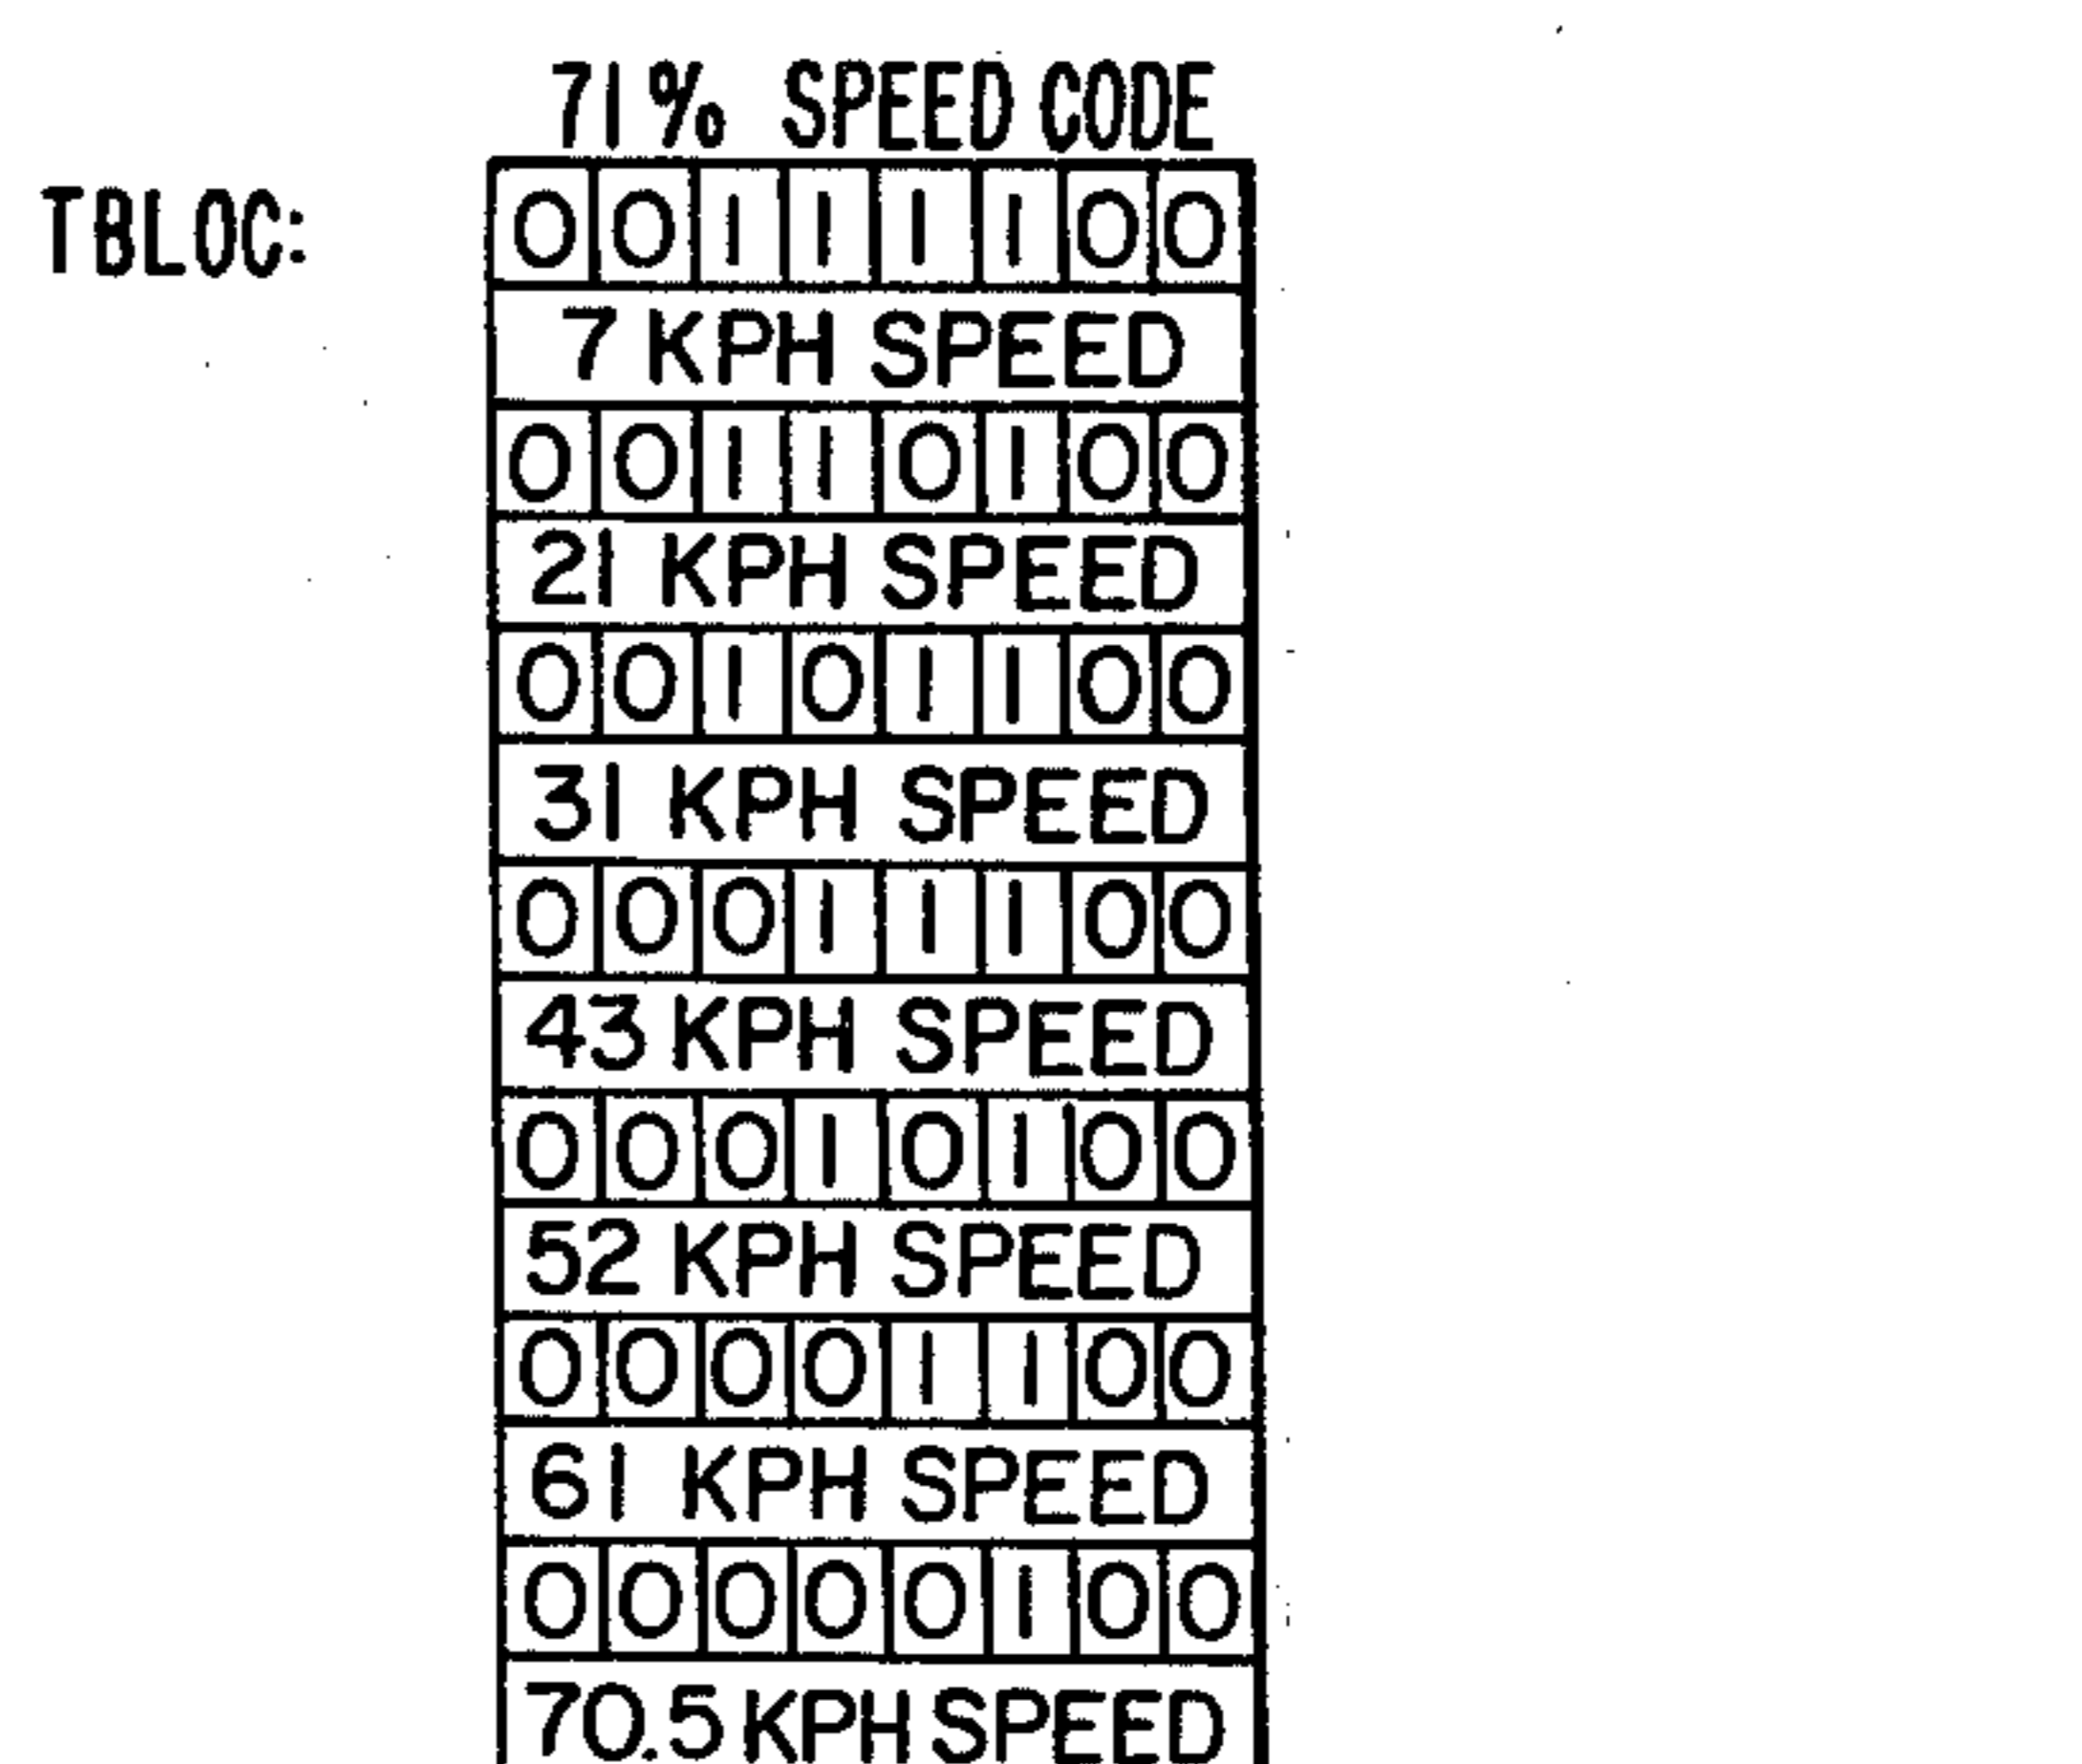 71% SPEED CODE
TBLOC: 0 0 1 1 1 1 0 0
7 KPH SPEED
0 0 1 1 0 1 0 0
21 KPH SPEED
0 0 1 0 1 1 0 0
31 KPH SPEED
0 0 0 1 1 1 0 0
43 KPH SPEED
0 0 0 1 0 1 0 0
52 KPH SPEED
0 0 0 0 1 1 0 0
61 KPH SPEED
0 0 0 0 0 1 0 0
70.5 KPH SPEED